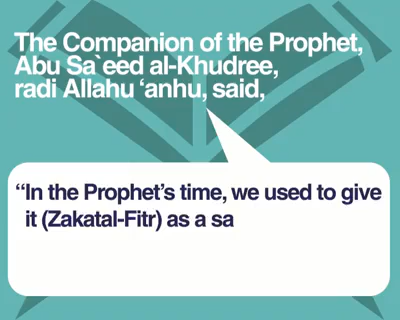 The Companion of the Prophet,
Abu Sa`eed al-Khudree,
radi Allahu ‘anhu, said,
“In the Prophet’s time, we used to give
it (Zakatal-Fitr) as a sa